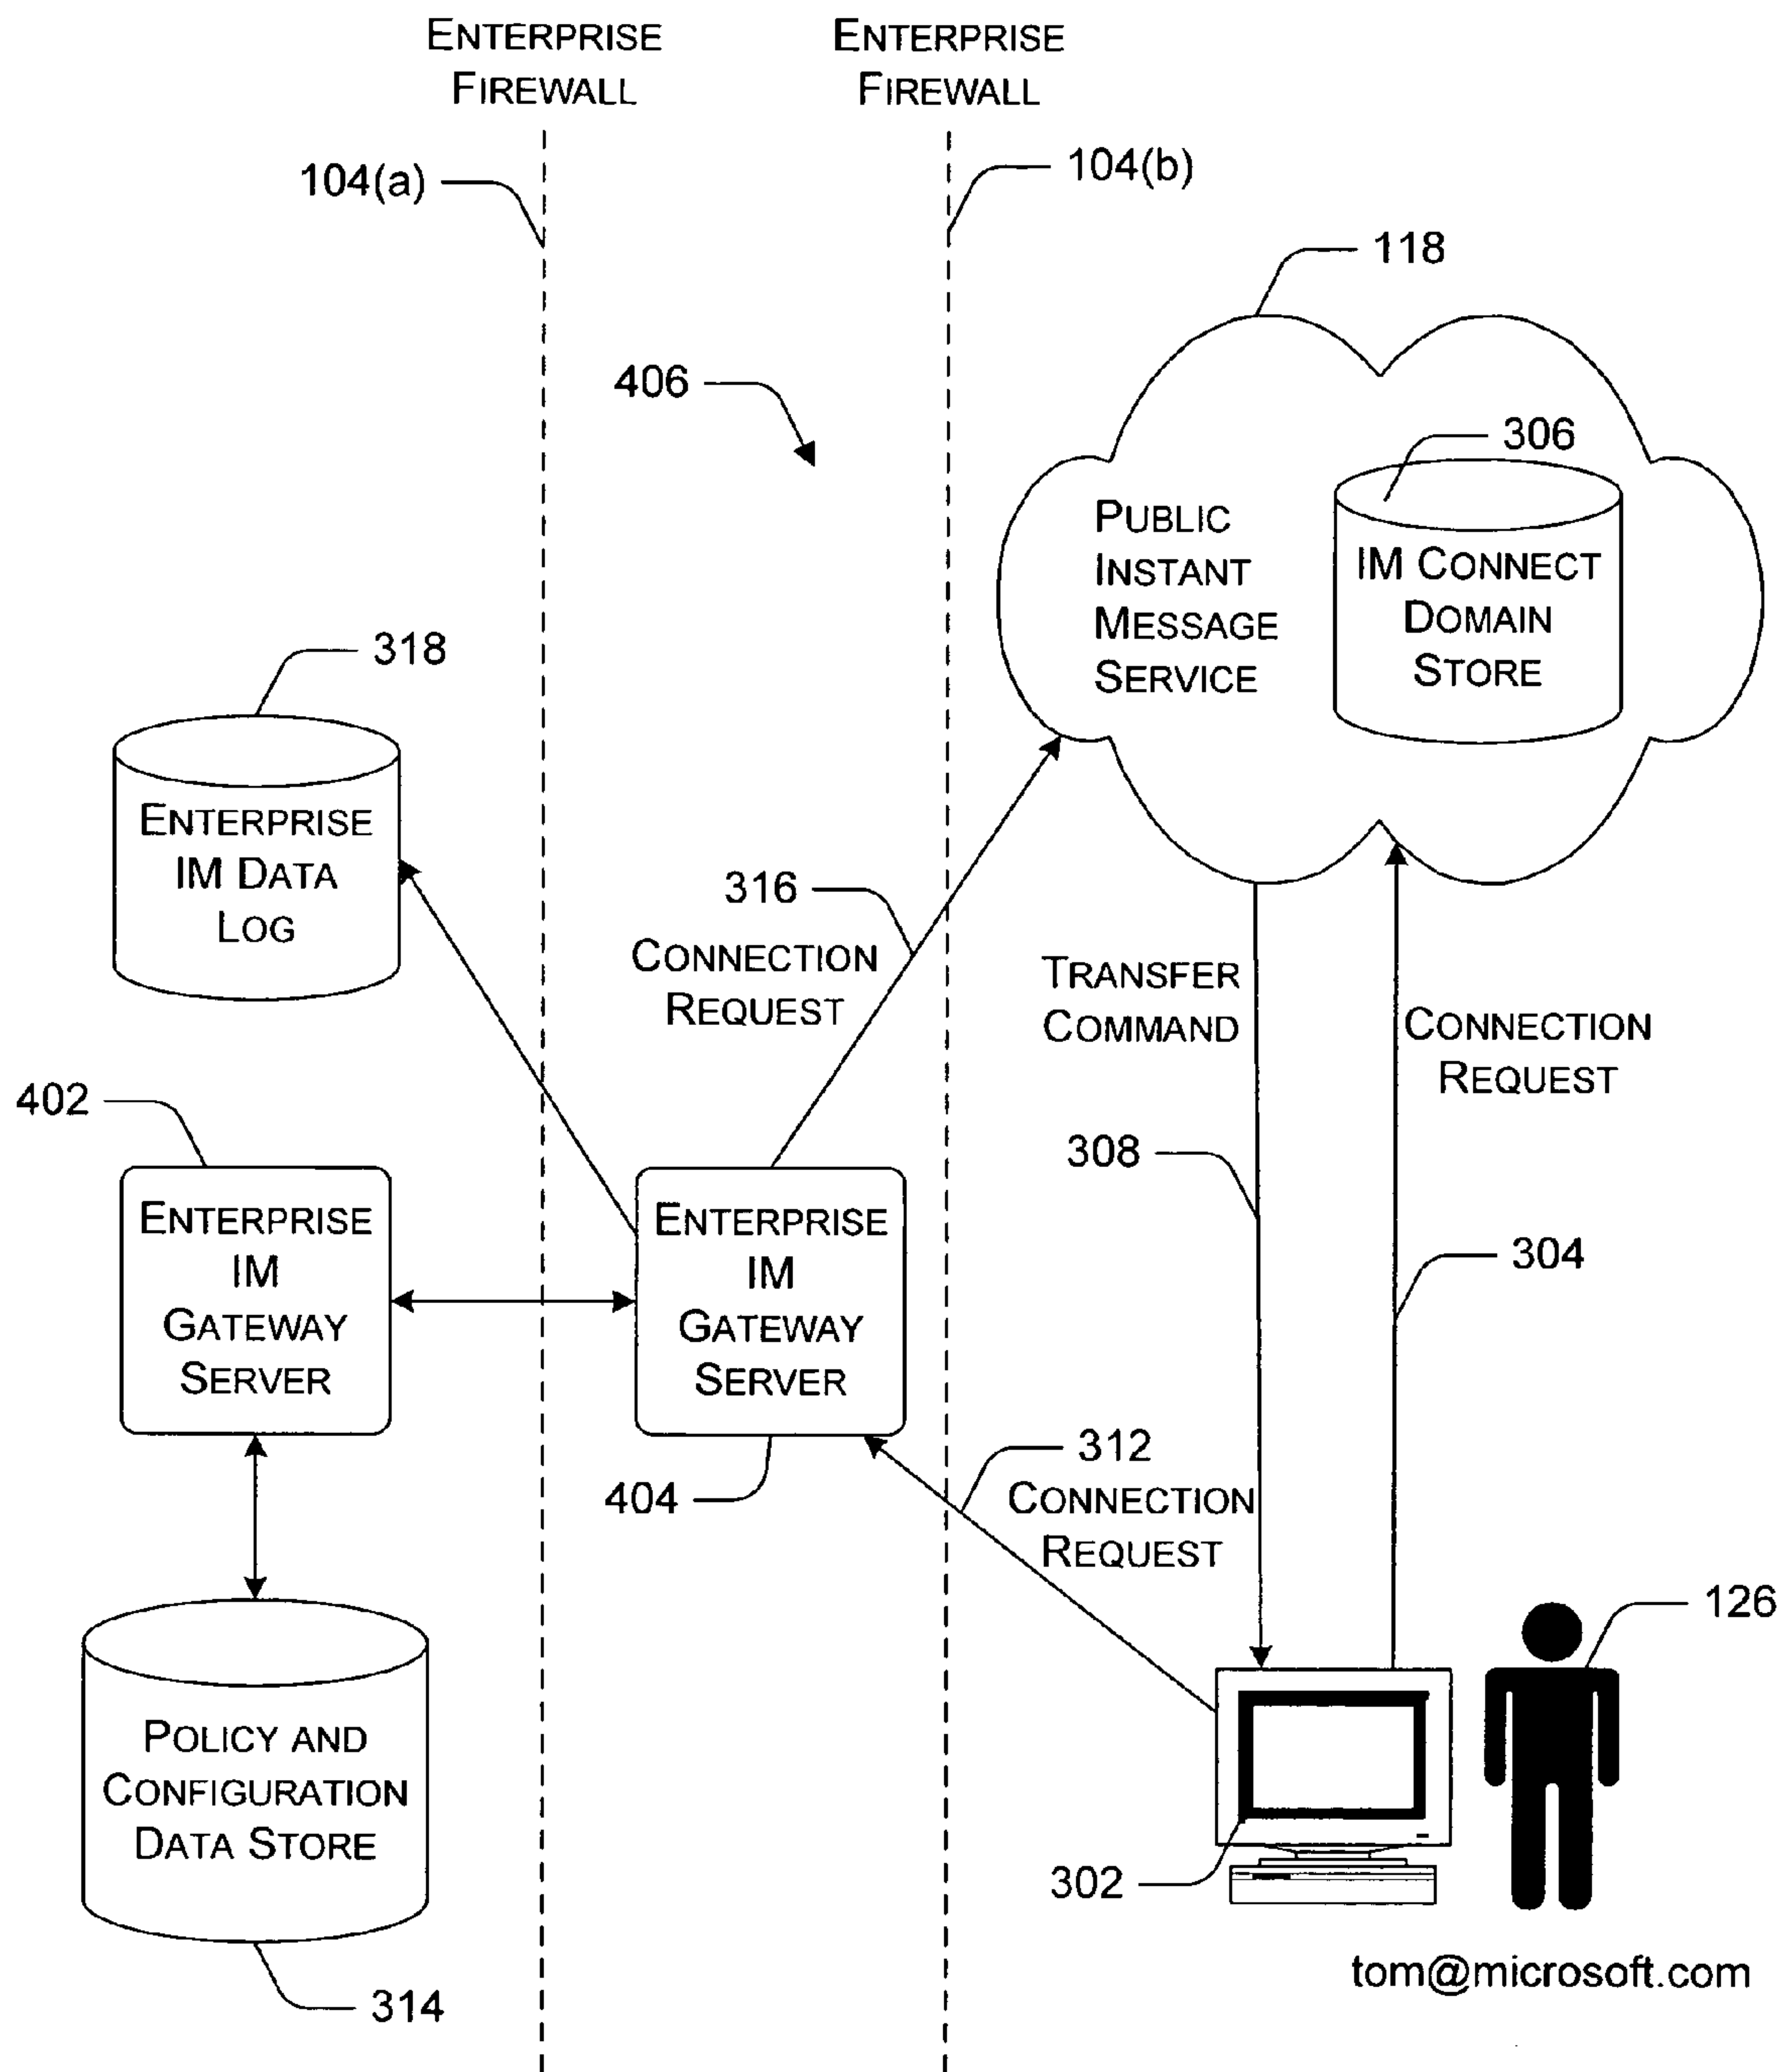 ENTERPRISE
FIREWALL
ENTERPRISE
FIREWALL
104(a)
104(b)
118
406
306
PUBLIC
INSTANT
MESSAGE
SERVICE
IM CONNECT
DOMAIN
STORE
318
ENTERPRISE
IM DATA
LOG
316
CONNECTION
REQUEST
TRANSFER
COMMAND
CONNECTION
REQUEST
402
308
304
ENTERPRISE
IM
GATEWAY
SERVER
ENTERPRISE
IM
GATEWAY
SERVER
404
312
CONNECTION
REQUEST
126
POLICY AND
CONFIGURATION
DATA STORE
302
314
tom@microsoft.com